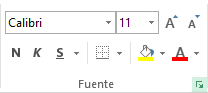 Calibri 11 A A
N K S A
Fuente